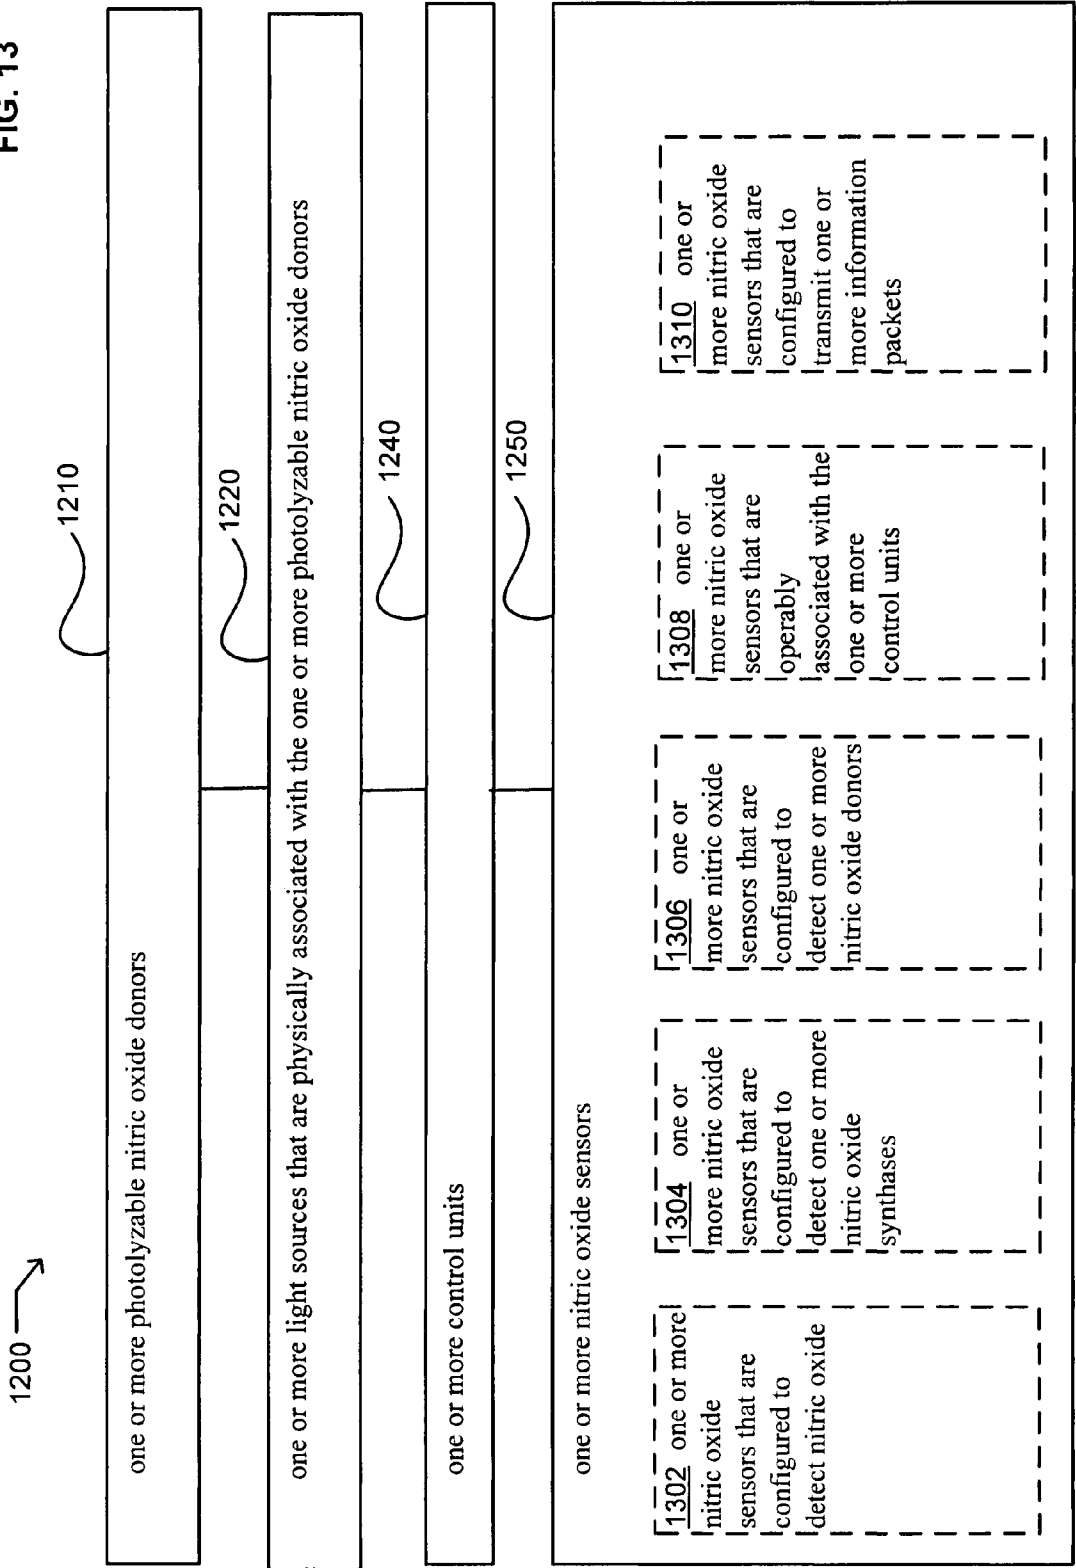 FIG. 13
1200
1210
one or more photolyzable nitric oxide donors
1220
one or more light sources that are physically associated with the one or more photolyzable nitric oxide donors
1240
one or more control units
1250
one or more nitric oxide sensors
1302 one or more
nitric oxide
sensors that are
configured to
detect nitric oxide
1304 one or
more nitric oxide
sensors that are
configured to
detect one or more
nitric oxide
synthases
1306 one or
more nitric oxide
sensors that are
configured to
detect one or more
nitric oxide donors
1308 one or
more nitric oxide
sensors that are
operably
associated with the
one or more
control units
1310 one or
more nitric oxide
sensors that are
configured to
transmit one or
more information
packets